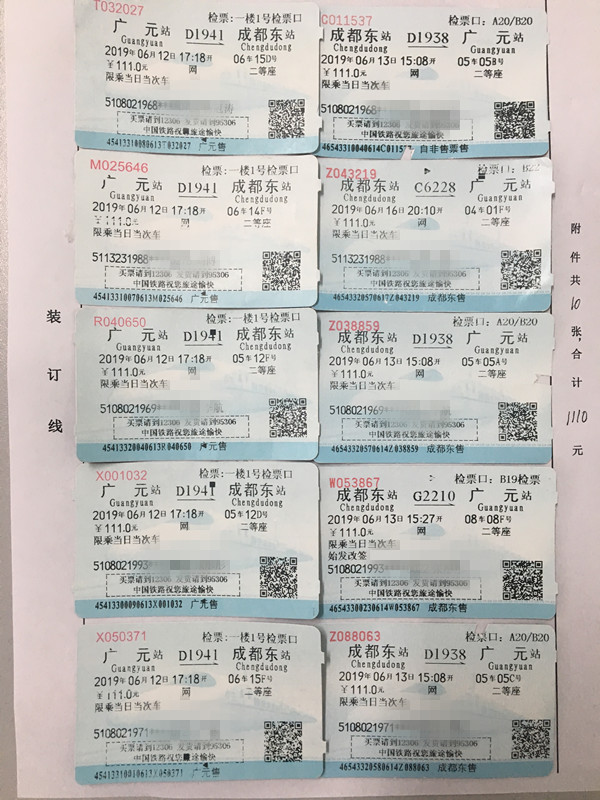 T032027 检票:一楼1号检票口
广元站 D1941 成都东站
Guangyuan Chengdudong
2019年06月12日17:18开 06车15D号
￥111.0元 网 二等座
限乘当日当次车
5108021968
买票请到12306 发货请到95306
中国铁路祝您旅途愉快
45413310080613T032027 广元售
M025646 检票:一楼1号检票口
广元站 D1941 成都东站
Guangyuan Chengdudong
2019年06月12日17:18开 06车14F号
￥111.0元 网 二等座
限乘当日当次车
5113231988
买票请到12306 发货请到95306
中国铁路祝您旅途愉快
45413310070613M025646 广元售
R040650 检票:一楼1号检票口
广元站 D1941 成都东站
Guangyuan Chengdudong
2019年06月12日17:18开 05车12F号
￥111.0元 网 二等座
限乘当日当次车
5108021969
买票请到12306 发货请到95306
中国铁路祝您旅途愉快
45413320040613R040650 广元售
X001032 检票:一楼1号检票口
广元站 D1941 成都东站
Guangyuan Chengdudong
2019年06月12日17:18开 05车12D号
￥111.0元 网 二等座
限乘当日当次车
5108021993
买票请到12306 发货请到95306
中国铁路祝您旅途愉快
45413300090613X001032 广元售
X050371 检票:一楼1号检票口
广元站 D1941 成都东站
Guangyuan Chengdudong
2019年06月12日17:18开 06车15F号
￥111.0元 网 二等座
限乘当日当次车
5108021971
买票请到12306 发货请到95306
中国铁路祝您旅途愉快
45413310010613X050371 广元售
C011537 检票口:A20/B20
成都东站 D1938 广元站
Chengdudong Guangyuan
2019年06月13日15:08开 05车05B号
￥111.0元 网 二等座
限乘当日当次车
5108021968
买票请到12306 发货请到95306
中国铁路祝您旅途愉快
46543310040614C011537 自非售票售
Z043219 检票口:
成都东站 C6228 广元站
Chengdudong Guangyuan
2019年06月16日20:10开 04车01F号
￥111.0元 网 二等座
限乘当日当次车
5113231988
买票请到12306 发货请到95306
中国铁路祝您旅途愉快
46543320570617Z043219 成都东售
Z038859 检票口:A20/B20
成都东站 D1938 广元站
Chengdudong Guangyuan
2019年06月13日15:08开 05车05A号
￥111.0元 网 二等座
限乘当日当次车
5108021969
买票请到12306 发货请到95306
中国铁路祝您旅途愉快
46543320570614Z038859 成都东售
W053867 检票口:B19检票
成都东站 G2210 广元站
Chengdudong Guangyuan
2019年06月13日15:27开 08车08F号
￥111.0元 网 二等座
限乘当日当次车
始发改签
5108021993
买票请到12306 发货请到95306
中国铁路祝您旅途愉快
46543300230614W053867 成都东售
Z088063 检票口:A20/B20
成都东站 D1938 广元站
Chengdudong Guangyuan
2019年06月13日15:08开 05车05C号
￥111.0元 网 二等座
限乘当日当次车
5108021971
买票请到12306 发货请到95306
中国铁路祝您旅途愉快
46543320580614Z088063 成都东售
装订线
附件共10张,合计1110元